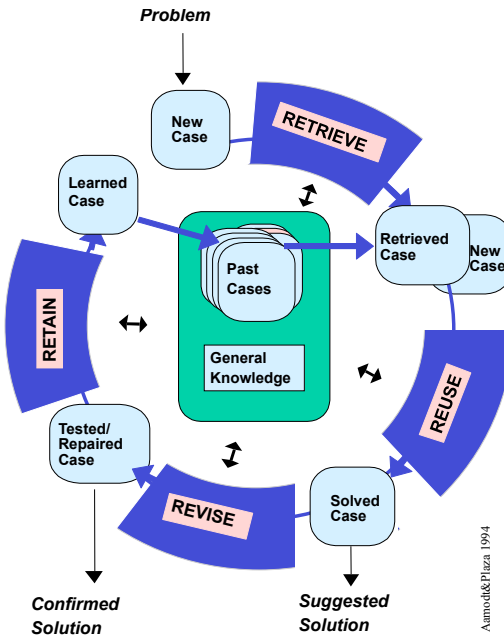 Problem
New
Case
RETRIEVE
Learned
Case
Retrieved
Case
New
Case
Past
Cases
RETAIN
General
Knowledge
REUSE
Tested/
Repaired
Case
REVISE
Solved
Case
Confirmed
Solution
Suggested
Solution
Aamodt&Plaza 1994